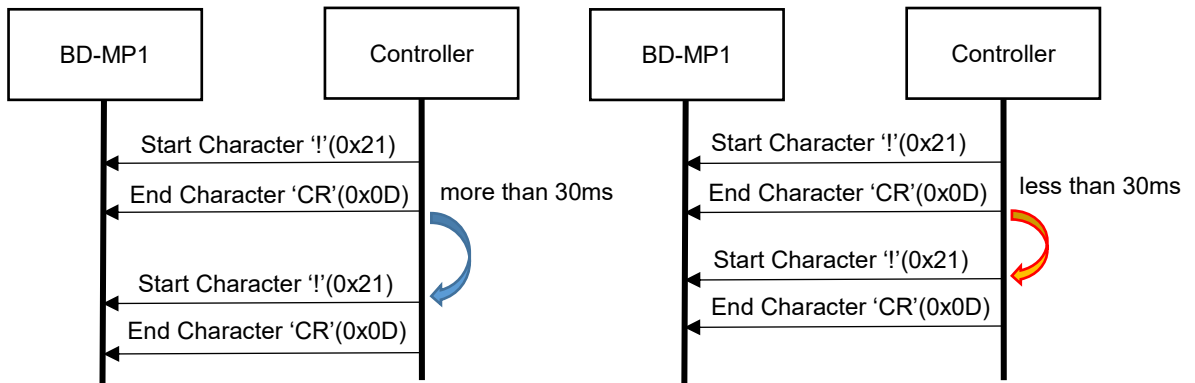 BD-MP1
Controller
Start Character ‘!’(0x21)
End Character ‘CR’(0x0D)
more than 30ms
Start Character ‘!’(0x21)
End Character ‘CR’(0x0D)
BD-MP1
Controller
Start Character ‘!’(0x21)
End Character ‘CR’(0x0D)
less than 30ms
Start Character ‘!’(0x21)
End Character ‘CR’(0x0D)